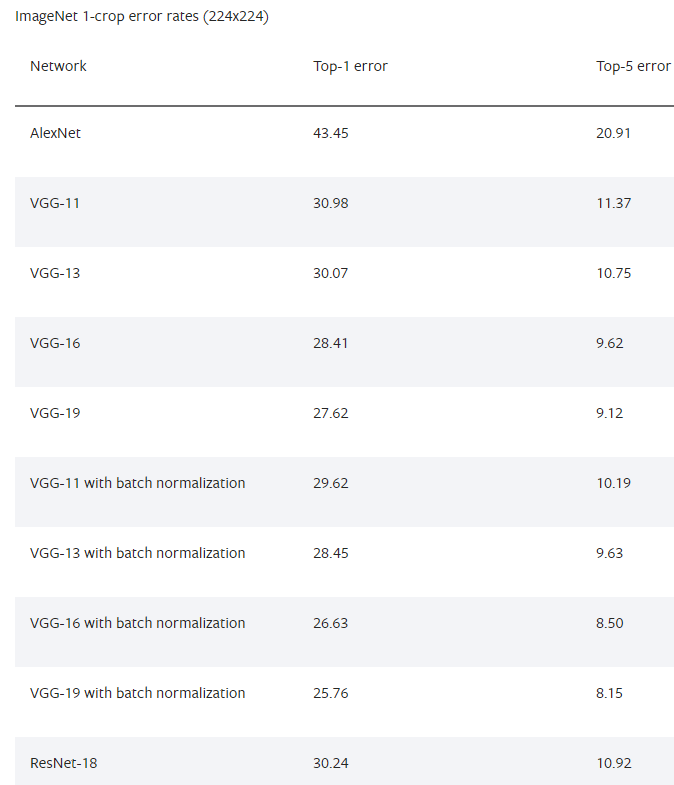 ImageNet 1-crop error rates (224x224)
Network Top-1 error Top-5 error
AlexNet 43.45 20.91
VGG-11 30.98 11.37
VGG-13 30.07 10.75
VGG-16 28.41 9.62
VGG-19 27.62 9.12
VGG-11 with batch normalization 29.62 10.19
VGG-13 with batch normalization 28.45 9.63
VGG-16 with batch normalization 26.63 8.50
VGG-19 with batch normalization 25.76 8.15
ResNet-18 30.24 10.92